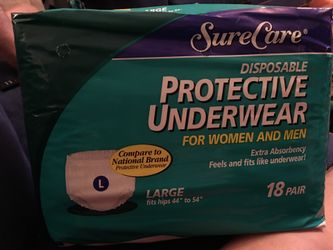 LARGE
SureCare®
DISPOSABLE
PROTECTIVE
UNDERWEAR
FOR WOMEN AND MEN
Extra Absorbency
Feels and fits like underwear!
Compare to
National Brand
Protective Underwear
L
LARGE
fits hips 44" to 54"
18 PAIR